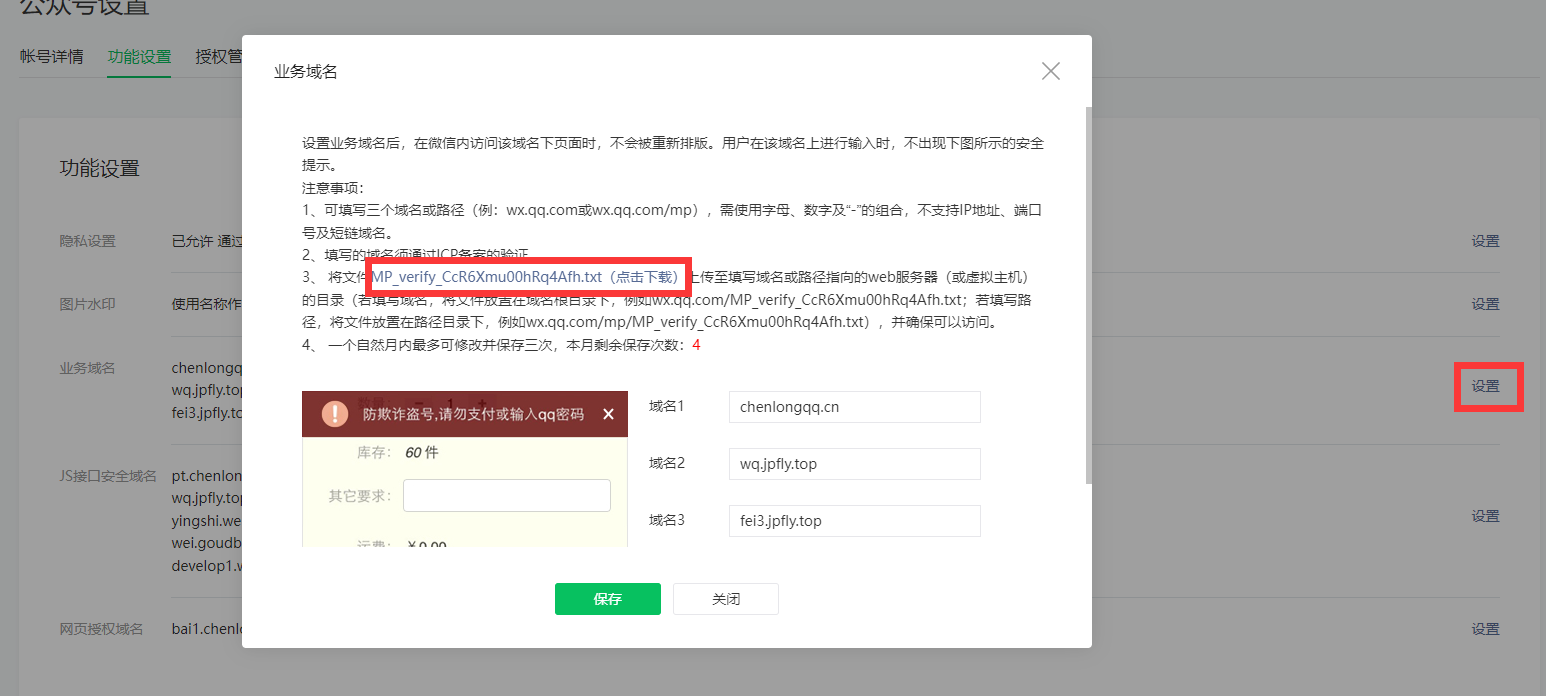 公众号设置
帐号详情
功能设置
授权管
业务域名
功能设置
设置业务域名后，在微信内访问该域名下页面时，不会被重新排版。用户在该域名上进行输入时，不出现下图所示的安全
提示。
注意事项：
1、可填写三个域名或路径（例：wx.qq.com或wx.qq.com/mp），需使用字母、数字及“-”的组合，不支持IP地址、端口
号及短链域名。
2、填写的域名须通过ICP备案的验证
3、 将文件MP_verify_CcR6Xmu00hRq4Afh.txt（点击下载）上传至填写域名或路径指向的web服务器（或虚拟主机）
的目录（若填写域名，将文件放置在域名根目录下，例如wx.qq.com/MP_verify_CcR6Xmu00hRq4Afh.txt；若填写路
径，将文件放置在路径目录下，例如wx.qq.com/mp/MP_verify_CcR6Xmu00hRq4Afh.txt），并确保可以访问。
4、 一个自然月内最多可修改并保存三次，本月剩余保存次数：4
数量： － 1 +
防欺诈盗号,请勿支付或输入qq密码
库存： 60 件
其它要求：
运费： ￥0.00
域名1 chenlongqq.cn
域名2 wq.jpfly.top
域名3 fei3.jpfly.top
保存
关闭
隐私设置 已允许 通过 设置
图片水印 使用名称作 设置
业务域名 chenlongq 设置
wq.jpfly.top
fei3.jpfly.to
JS接口安全域名 pt.chenlon 设置
wq.jpfly.top
yingshi.we
wei.goudb
develop1.w
网页授权域名 bai1.chenlo 设置